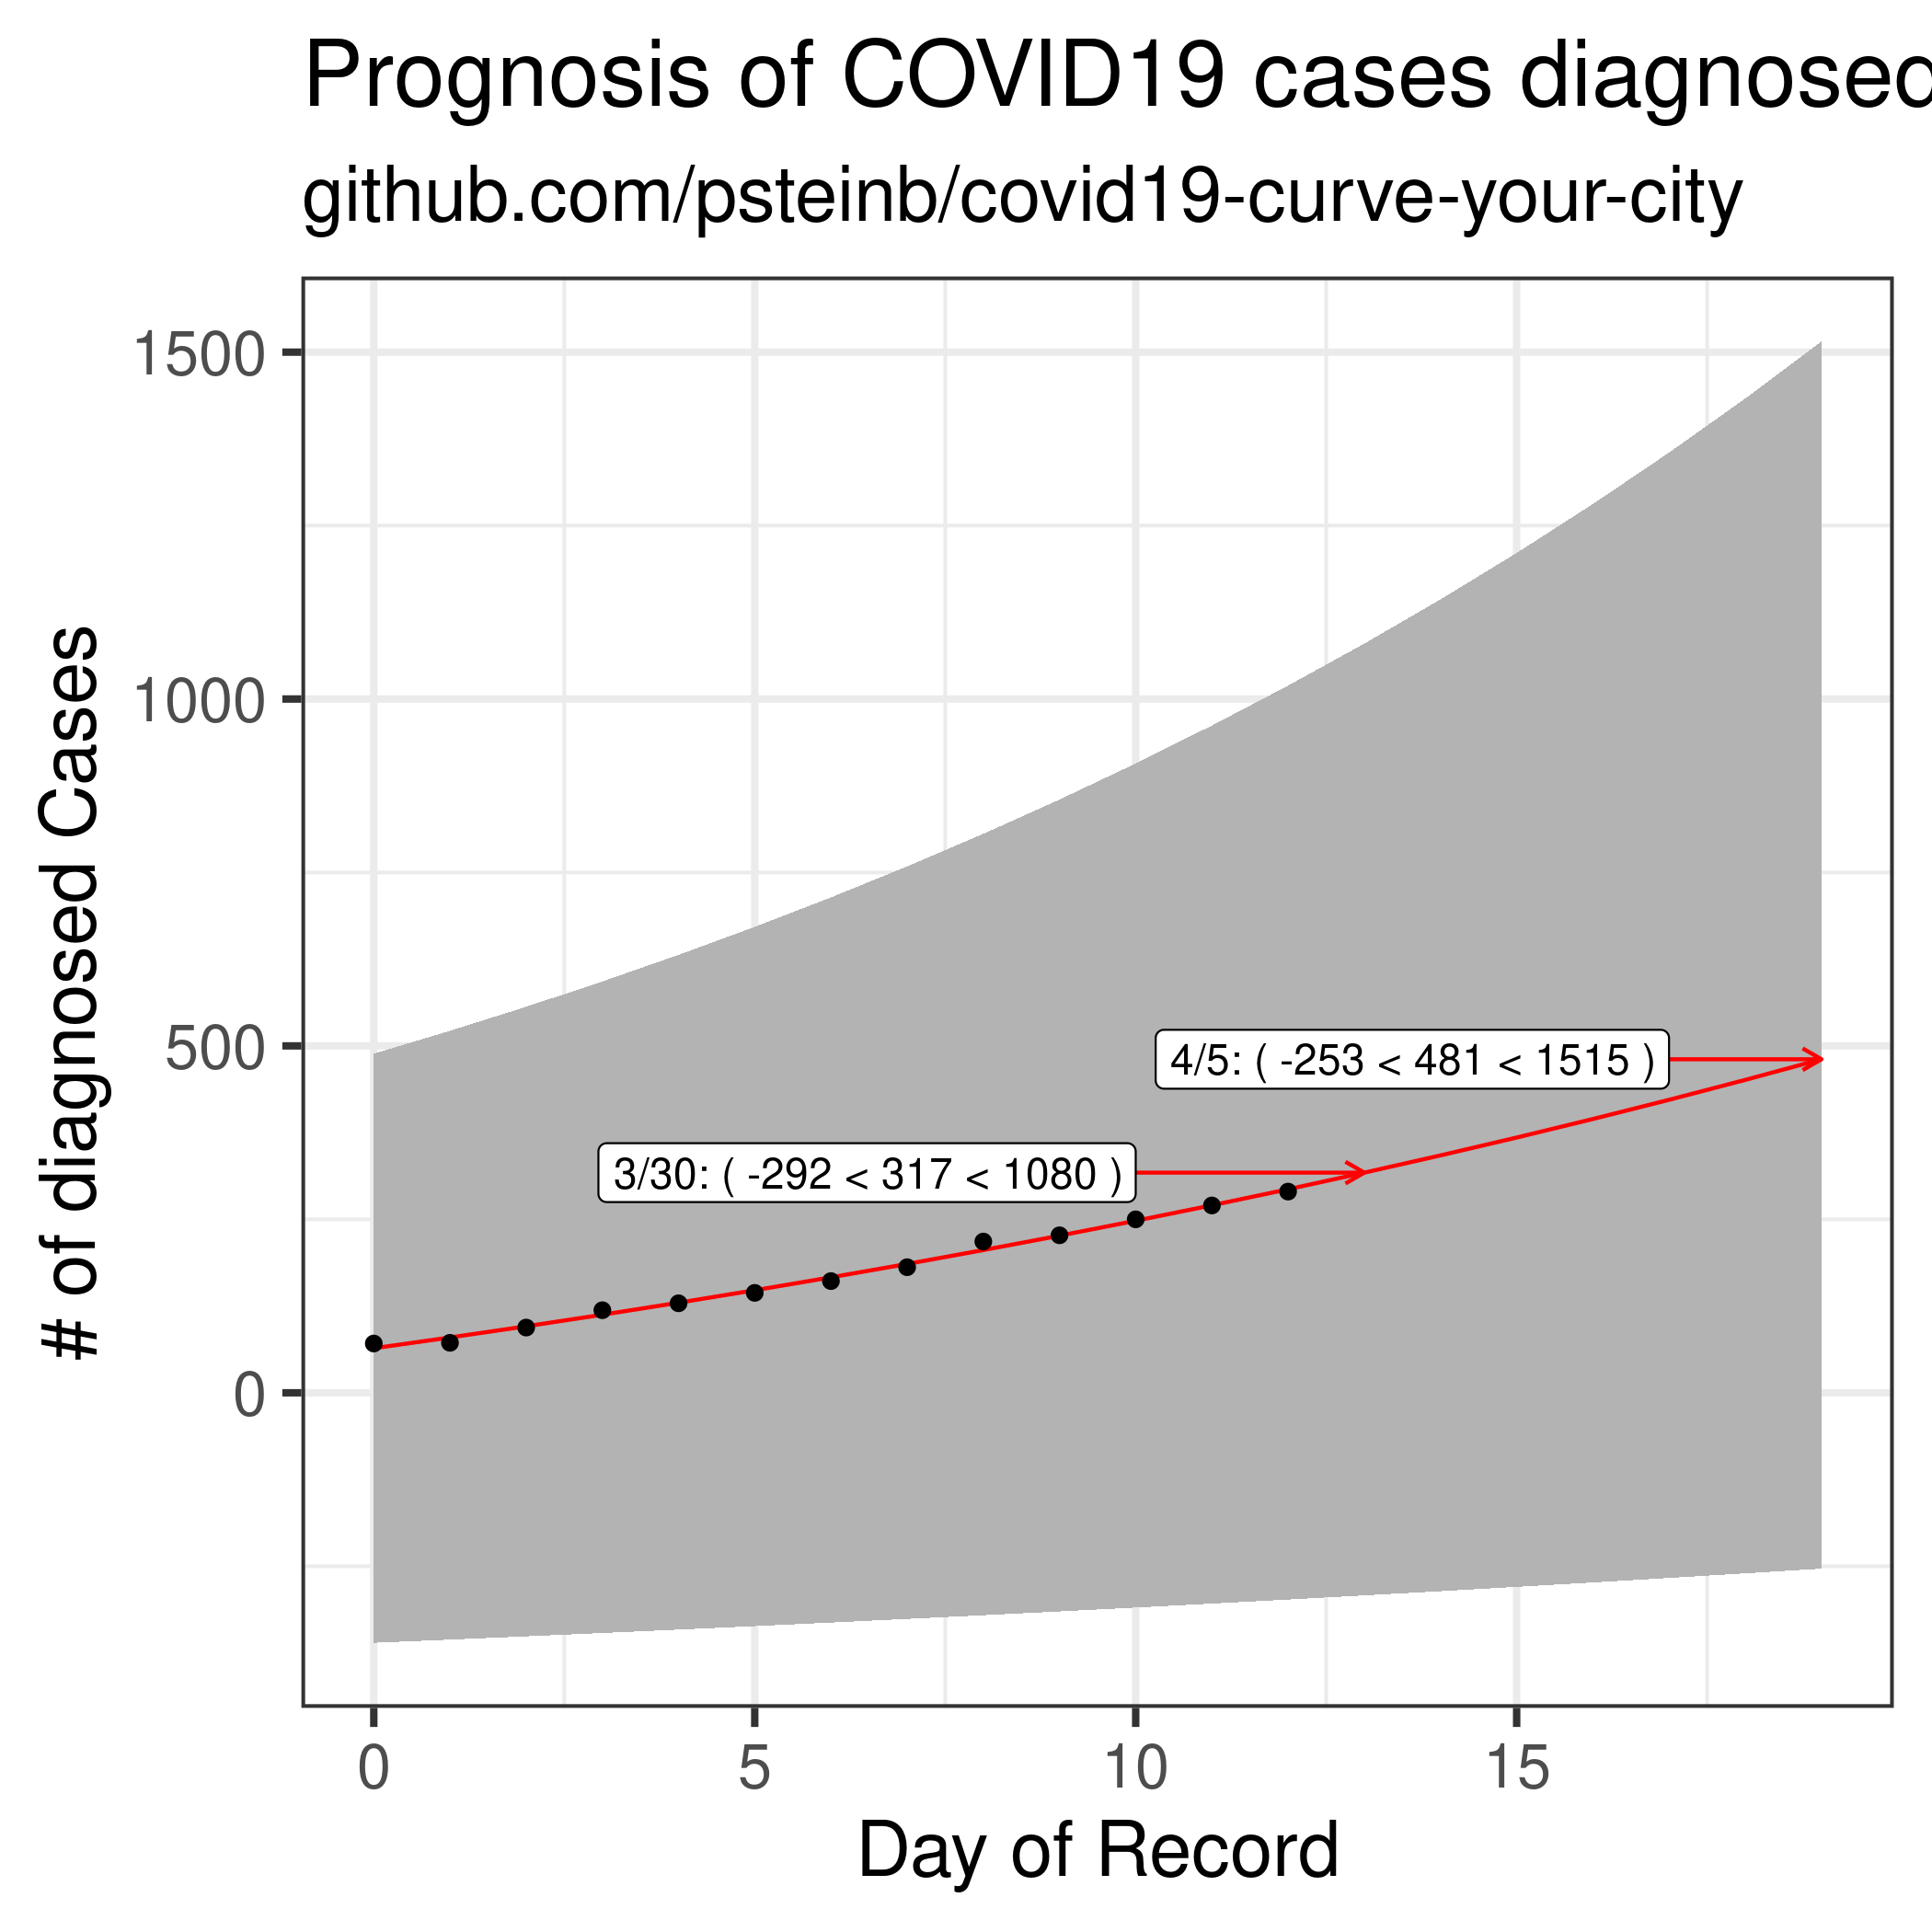 Prognosis of COVID19 cases diagnosed
github.com/psteinb/covid19-curve-your-city
# of diagnosed Cases
1500
1000
500
0
4/5: ( -253 < 481 < 1515 )
3/30: ( -292 < 317 < 1080 )
0 5 10 15
Day of Record